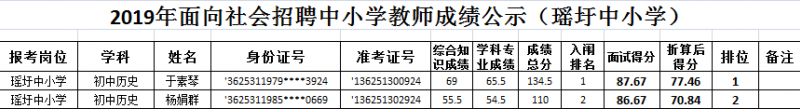 2019年面向社会招聘中小学教师成绩公示（瑶圩中小学）
报考岗位 学科 姓名 身份证号 准考证号 综合知识成绩 学科专业成绩 成绩总分 入闱排名 面试得分 折算后得分 排位 备注
瑶圩中小学 初中历史 于素琴 '3625311979****3924 '136251300924 69 65.5 134.5 1 87.67 77.46 1
瑶圩中小学 初中历史 杨娟群 '3625311985****0669 '136251302924 55.5 54.5 110 2 86.67 70.84 2